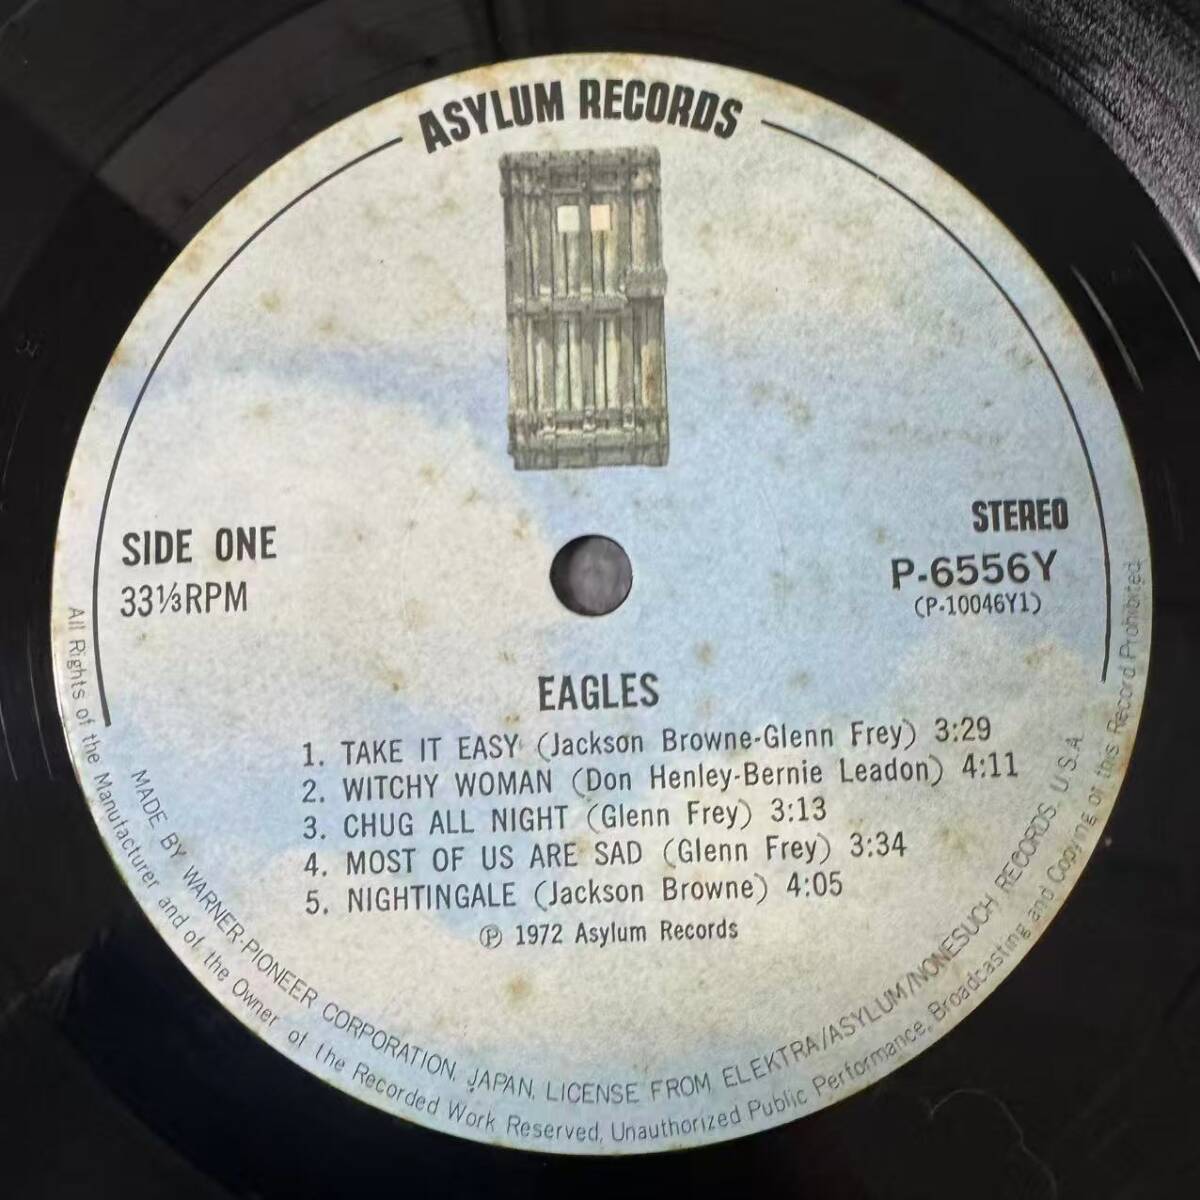 ASYLUM RECORDS
SIDE ONE
33⅓RPM
STEREO
P-6556Y
(P-10046Y1)
EAGLES
1. TAKE IT EASY (Jackson Browne-Glenn Frey) 3:29
2. WITCHY WOMAN (Don Henley-Bernie Leadon) 4:11
3. CHUG ALL NIGHT (Glenn Frey) 3:13
4. MOST OF US ARE SAD (Glenn Frey) 3:34
5. NIGHTINGALE (Jackson Browne) 4:05
Ⓟ 1972 Asylum Records
MADE BY WARNER-PIONEER CORPORATION, JAPAN, LICENSE FROM ELEKTRA/ASYLUM/NONESUCH RECORDS, U.S.A.
All Rights of the Manufacturer and of the Owner of the Recorded Work Reserved, Unauthorized Public Performance, Broadcasting and Copying of this Record Prohibited.